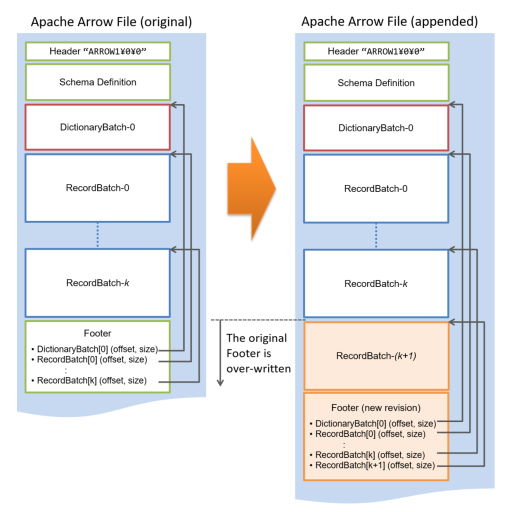 Apache Arrow File (original)
Header “ARROW1¥0¥0”
Schema Definition
DictionaryBatch-0
RecordBatch-0
RecordBatch-k
Footer
• DictionaryBatch[0] (offset, size)
• RecordBatch[0] (offset, size)
:
• RecordBatch[k] (offset, size)
The original
Footer is
over-written
Apache Arrow File (appended)
Header “ARROW1¥0¥0”
Schema Definition
DictionaryBatch-0
RecordBatch-0
RecordBatch-k
RecordBatch-(k+1)
Footer (new revision)
• DictionaryBatch[0] (offset, size)
• RecordBatch[0] (offset, size)
:
• RecordBatch[k] (offset, size)
• RecordBatch[k+1] (offset, size)